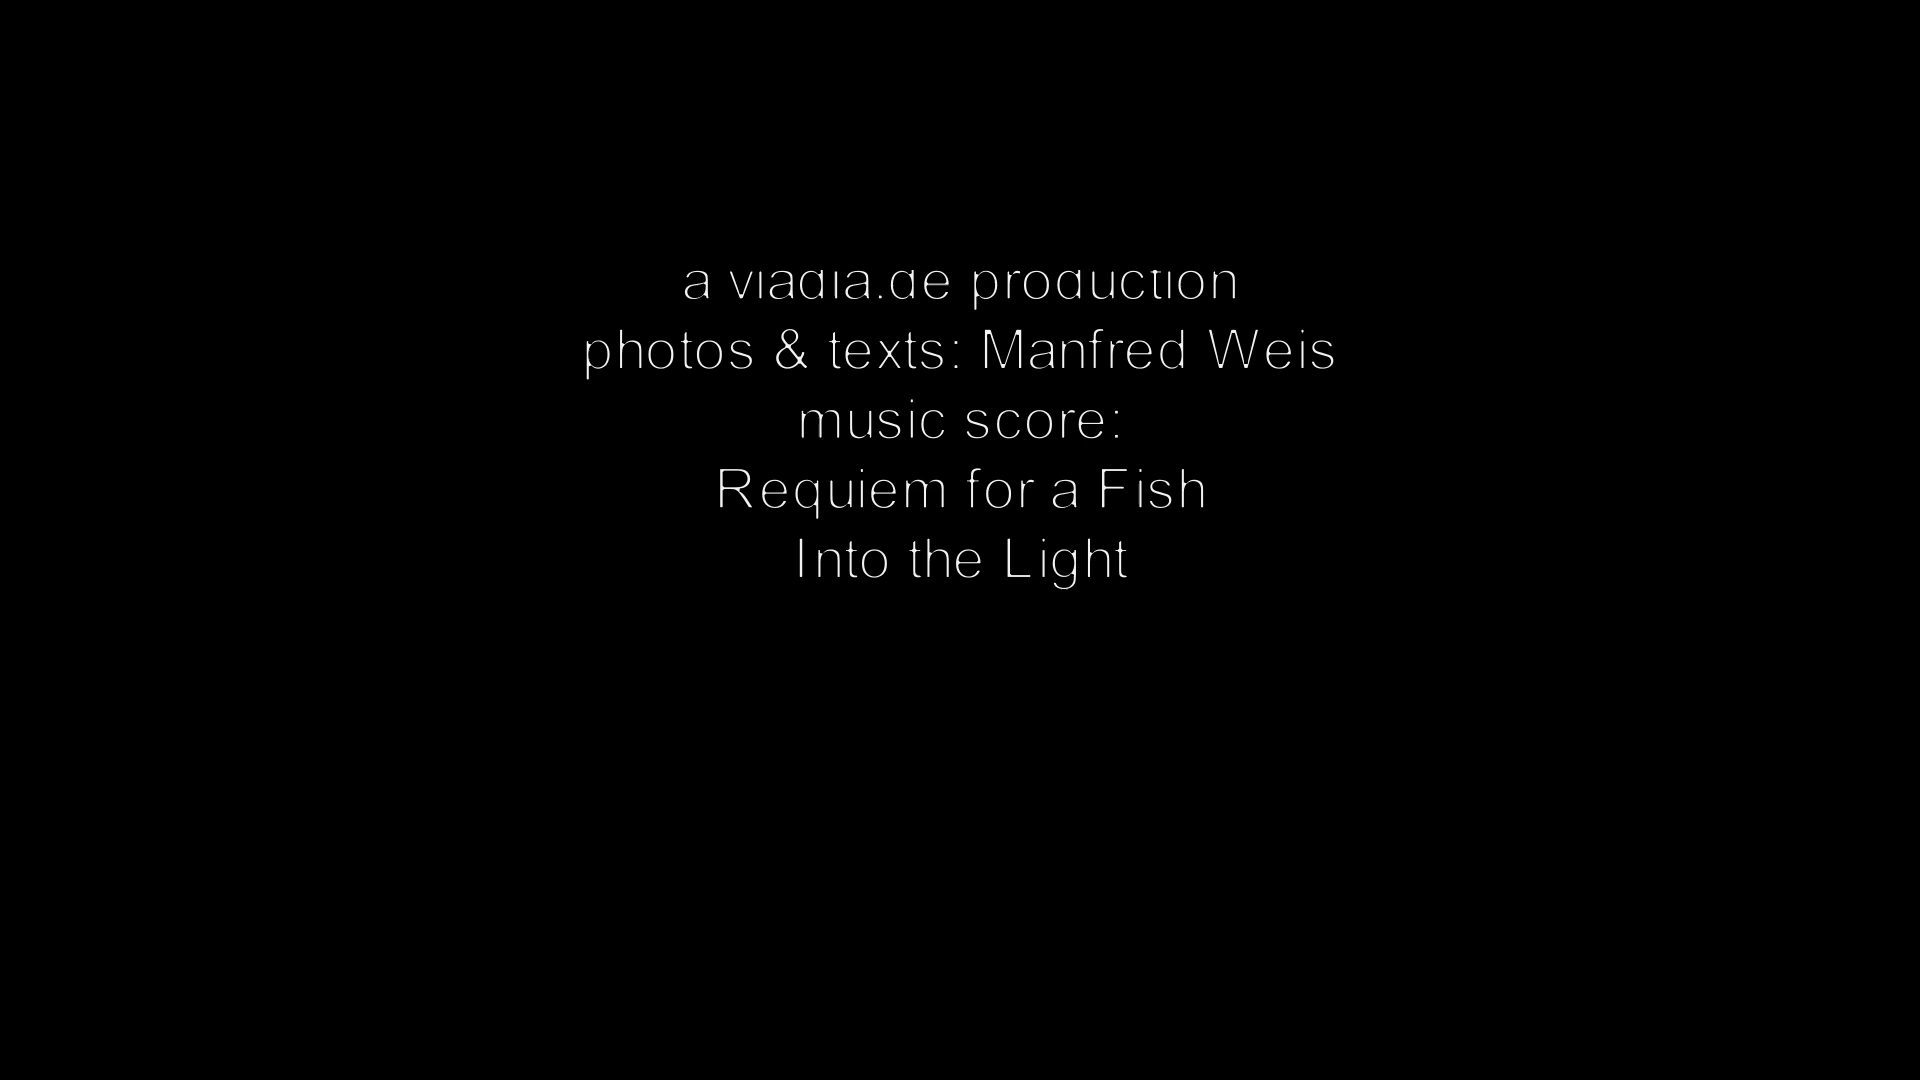 a viadia.de production
photos & texts: Manfred Weis
music score:
Requiem for a Fish
Into the Light